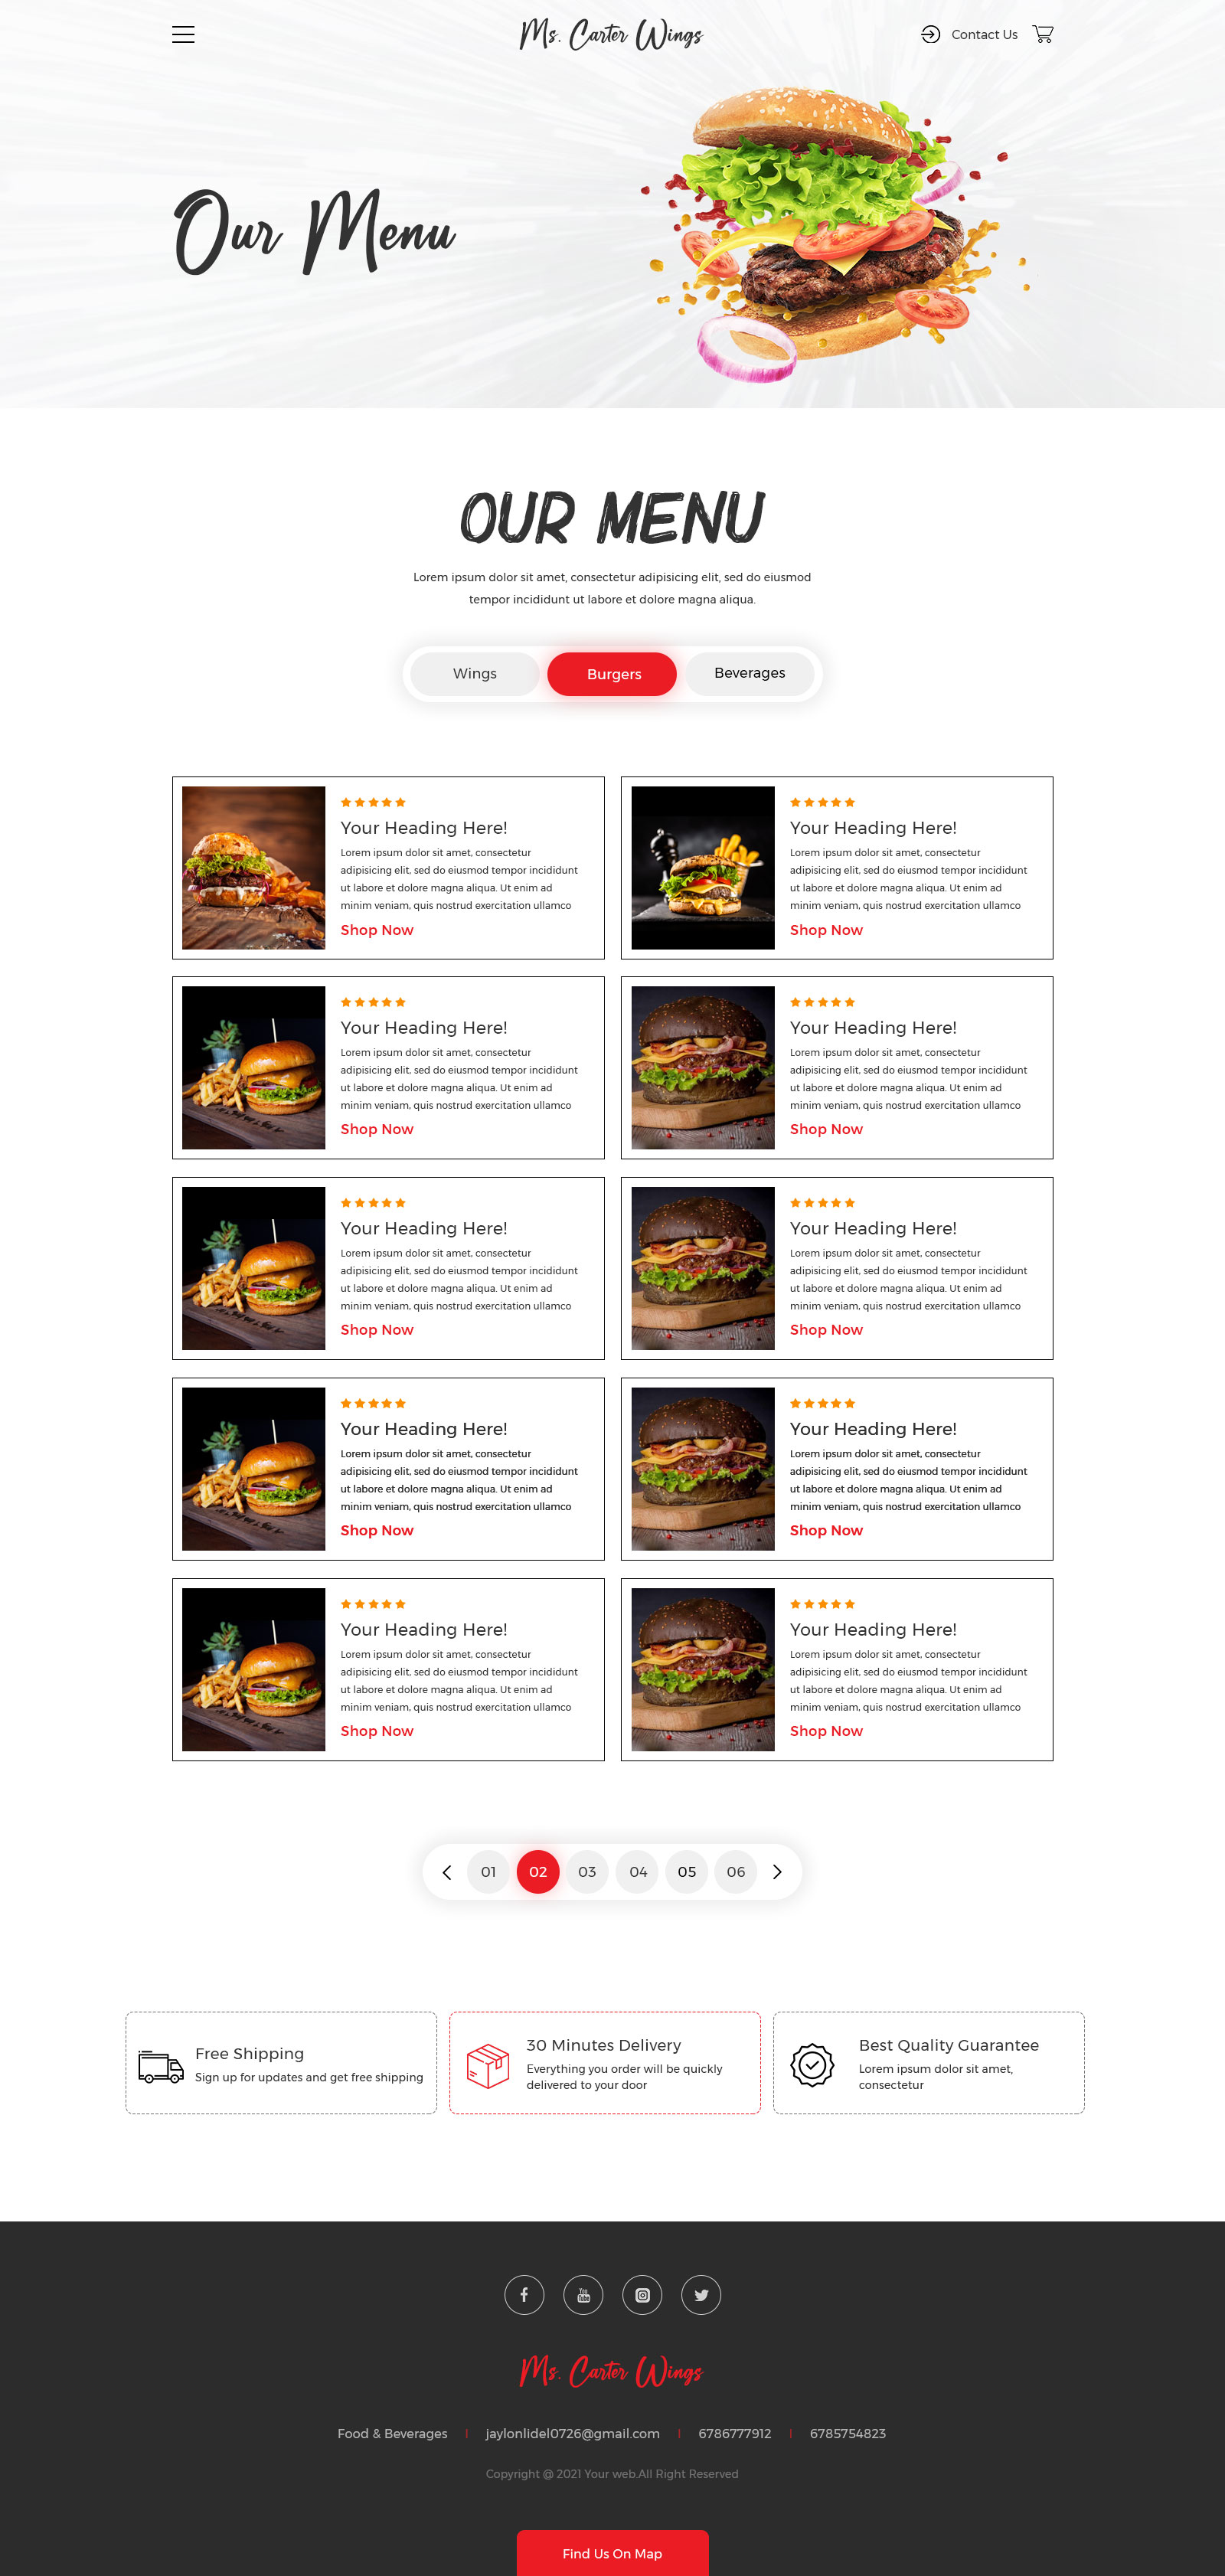 Ms. Carter Wings
Contact Us
Our Menu
OUR MENU
Lorem ipsum dolor sit amet, consectetur adipisicing elit, sed do eiusmod
tempor incididunt ut labore et dolore magna aliqua.
Wings
Burgers
Beverages
Your Heading Here!
Lorem ipsum dolor sit amet, consectetur
adipisicing elit, sed do eiusmod tempor incididunt
ut labore et dolore magna aliqua. Ut enim ad
minim veniam, quis nostrud exercitation ullamco
Shop Now
Your Heading Here!
Lorem ipsum dolor sit amet, consectetur
adipisicing elit, sed do eiusmod tempor incididunt
ut labore et dolore magna aliqua. Ut enim ad
minim veniam, quis nostrud exercitation ullamco
Shop Now
Your Heading Here!
Lorem ipsum dolor sit amet, consectetur
adipisicing elit, sed do eiusmod tempor incididunt
ut labore et dolore magna aliqua. Ut enim ad
minim veniam, quis nostrud exercitation ullamco
Shop Now
Your Heading Here!
Lorem ipsum dolor sit amet, consectetur
adipisicing elit, sed do eiusmod tempor incididunt
ut labore et dolore magna aliqua. Ut enim ad
minim veniam, quis nostrud exercitation ullamco
Shop Now
Your Heading Here!
Lorem ipsum dolor sit amet, consectetur
adipisicing elit, sed do eiusmod tempor incididunt
ut labore et dolore magna aliqua. Ut enim ad
minim veniam, quis nostrud exercitation ullamco
Shop Now
Your Heading Here!
Lorem ipsum dolor sit amet, consectetur
adipisicing elit, sed do eiusmod tempor incididunt
ut labore et dolore magna aliqua. Ut enim ad
minim veniam, quis nostrud exercitation ullamco
Shop Now
Your Heading Here!
Lorem ipsum dolor sit amet, consectetur
adipisicing elit, sed do eiusmod tempor incididunt
ut labore et dolore magna aliqua. Ut enim ad
minim veniam, quis nostrud exercitation ullamco
Shop Now
Your Heading Here!
Lorem ipsum dolor sit amet, consectetur
adipisicing elit, sed do eiusmod tempor incididunt
ut labore et dolore magna aliqua. Ut enim ad
minim veniam, quis nostrud exercitation ullamco
Shop Now
Your Heading Here!
Lorem ipsum dolor sit amet, consectetur
adipisicing elit, sed do eiusmod tempor incididunt
ut labore et dolore magna aliqua. Ut enim ad
minim veniam, quis nostrud exercitation ullamco
Shop Now
Your Heading Here!
Lorem ipsum dolor sit amet, consectetur
adipisicing elit, sed do eiusmod tempor incididunt
ut labore et dolore magna aliqua. Ut enim ad
minim veniam, quis nostrud exercitation ullamco
Shop Now
01 02 03 04 05 06
Free Shipping
Sign up for updates and get free shipping
30 Minutes Delivery
Everything you order will be quickly
delivered to your door
Best Quality Guarantee
Lorem ipsum dolor sit amet,
consectetur
You Tube
Ms. Carter Wings
Food & Beverages | jaylonlidel0726@gmail.com | 6786777912 | 6785754823
Copyright @ 2021 Your web.All Right Reserved
Find Us On Map